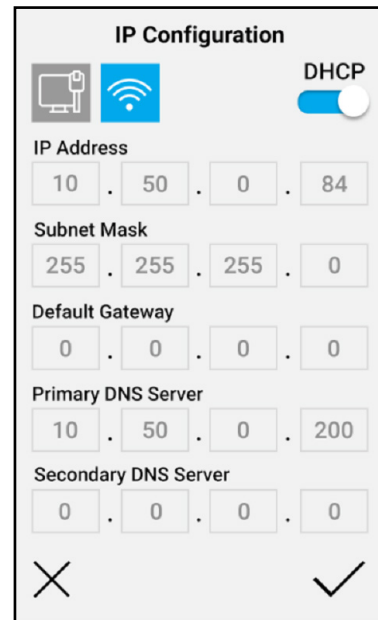 IP Configuration
DHCP
IP Address
10 . 50 . 0 . 84
Subnet Mask
255 . 255 . 255 . 0
Default Gateway
0 . 0 . 0 . 0
Primary DNS Server
10 . 50 . 0 . 200
Secondary DNS Server
0 . 0 . 0 . 0